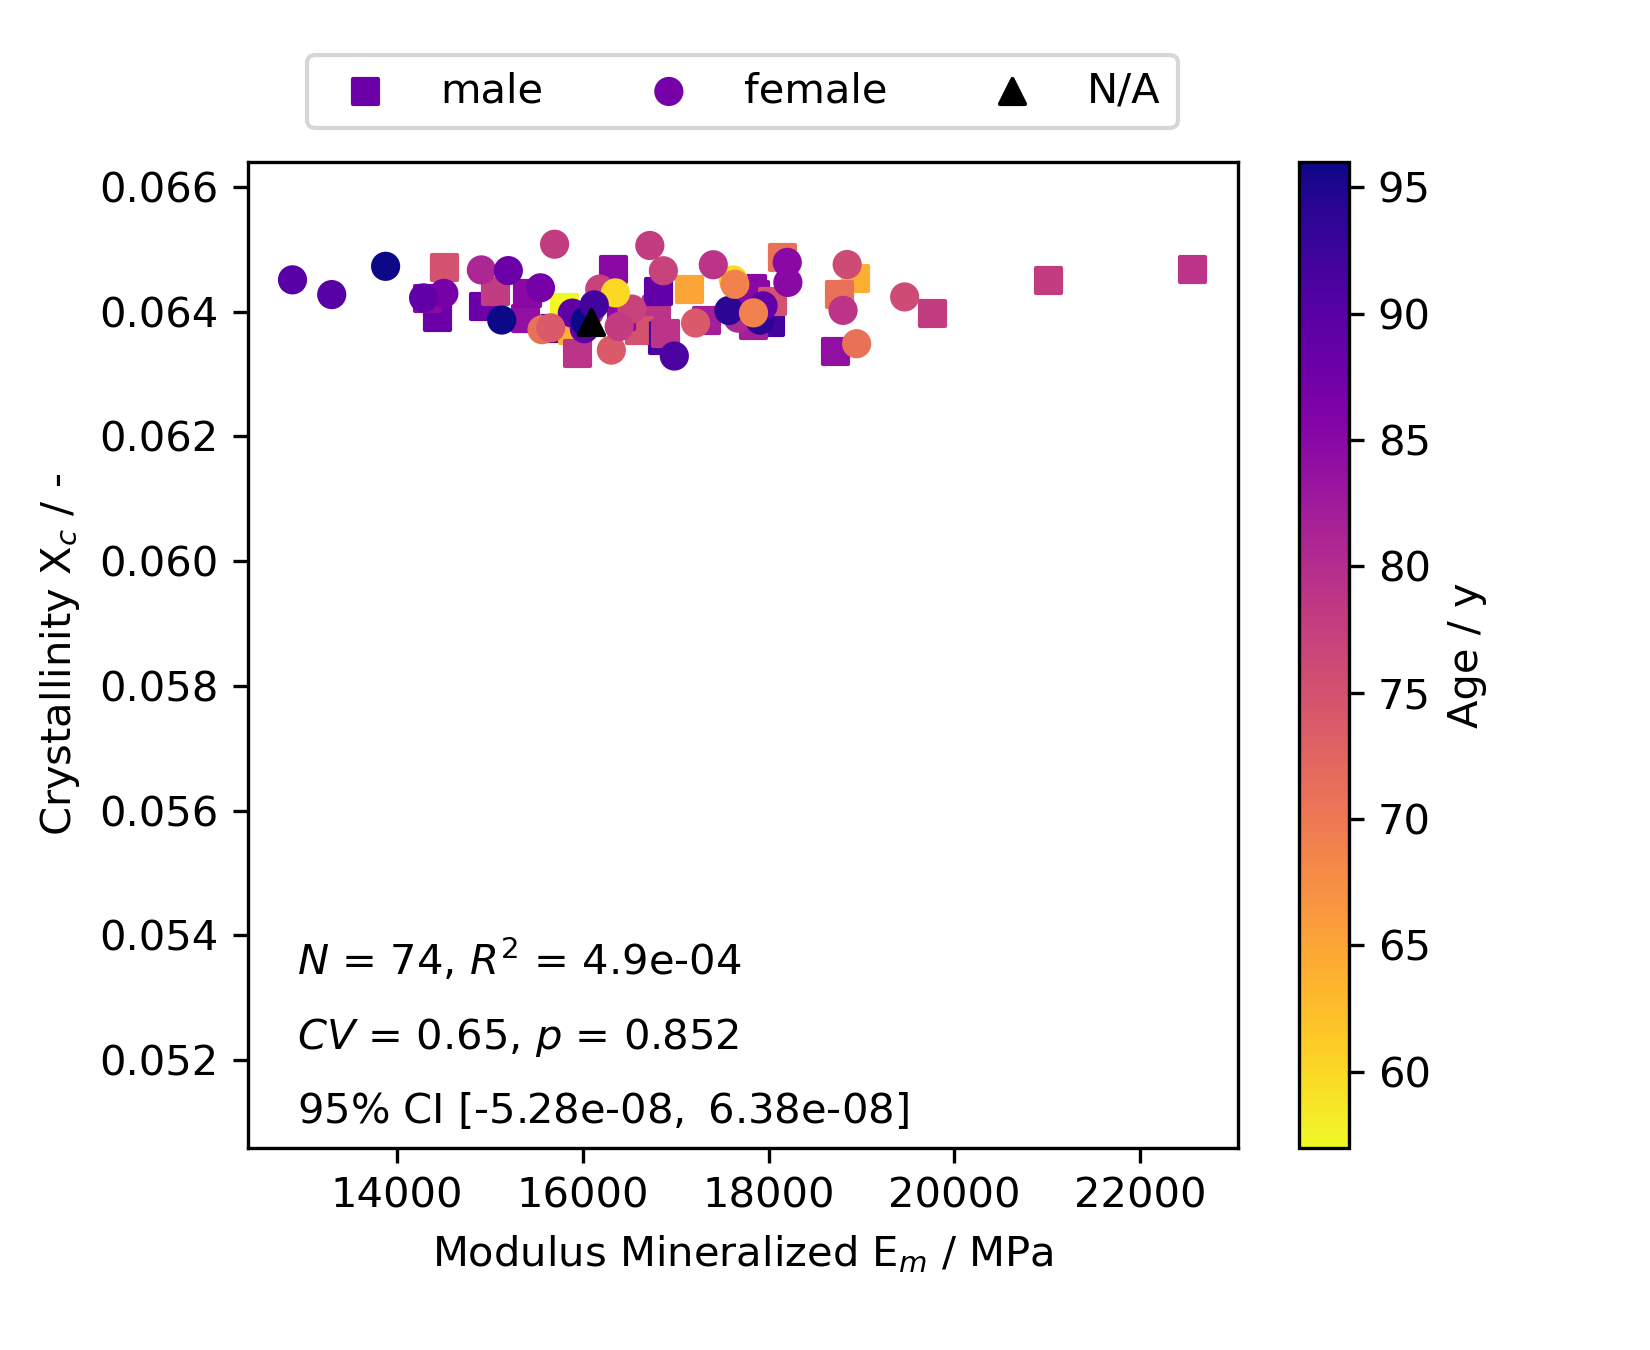 male female N/A
0.066
0.064
0.062
0.060
0.058
0.056
0.054
0.052
Crystallinity X_c / -
N = 74, R² = 4.9e-04
CV = 0.65, p = 0.852
95% CI [-5.28e-08, 6.38e-08]
14000 16000 18000 20000 22000
Modulus Mineralized E_m / MPa
95
90
85
80
75
70
65
60
Age / y